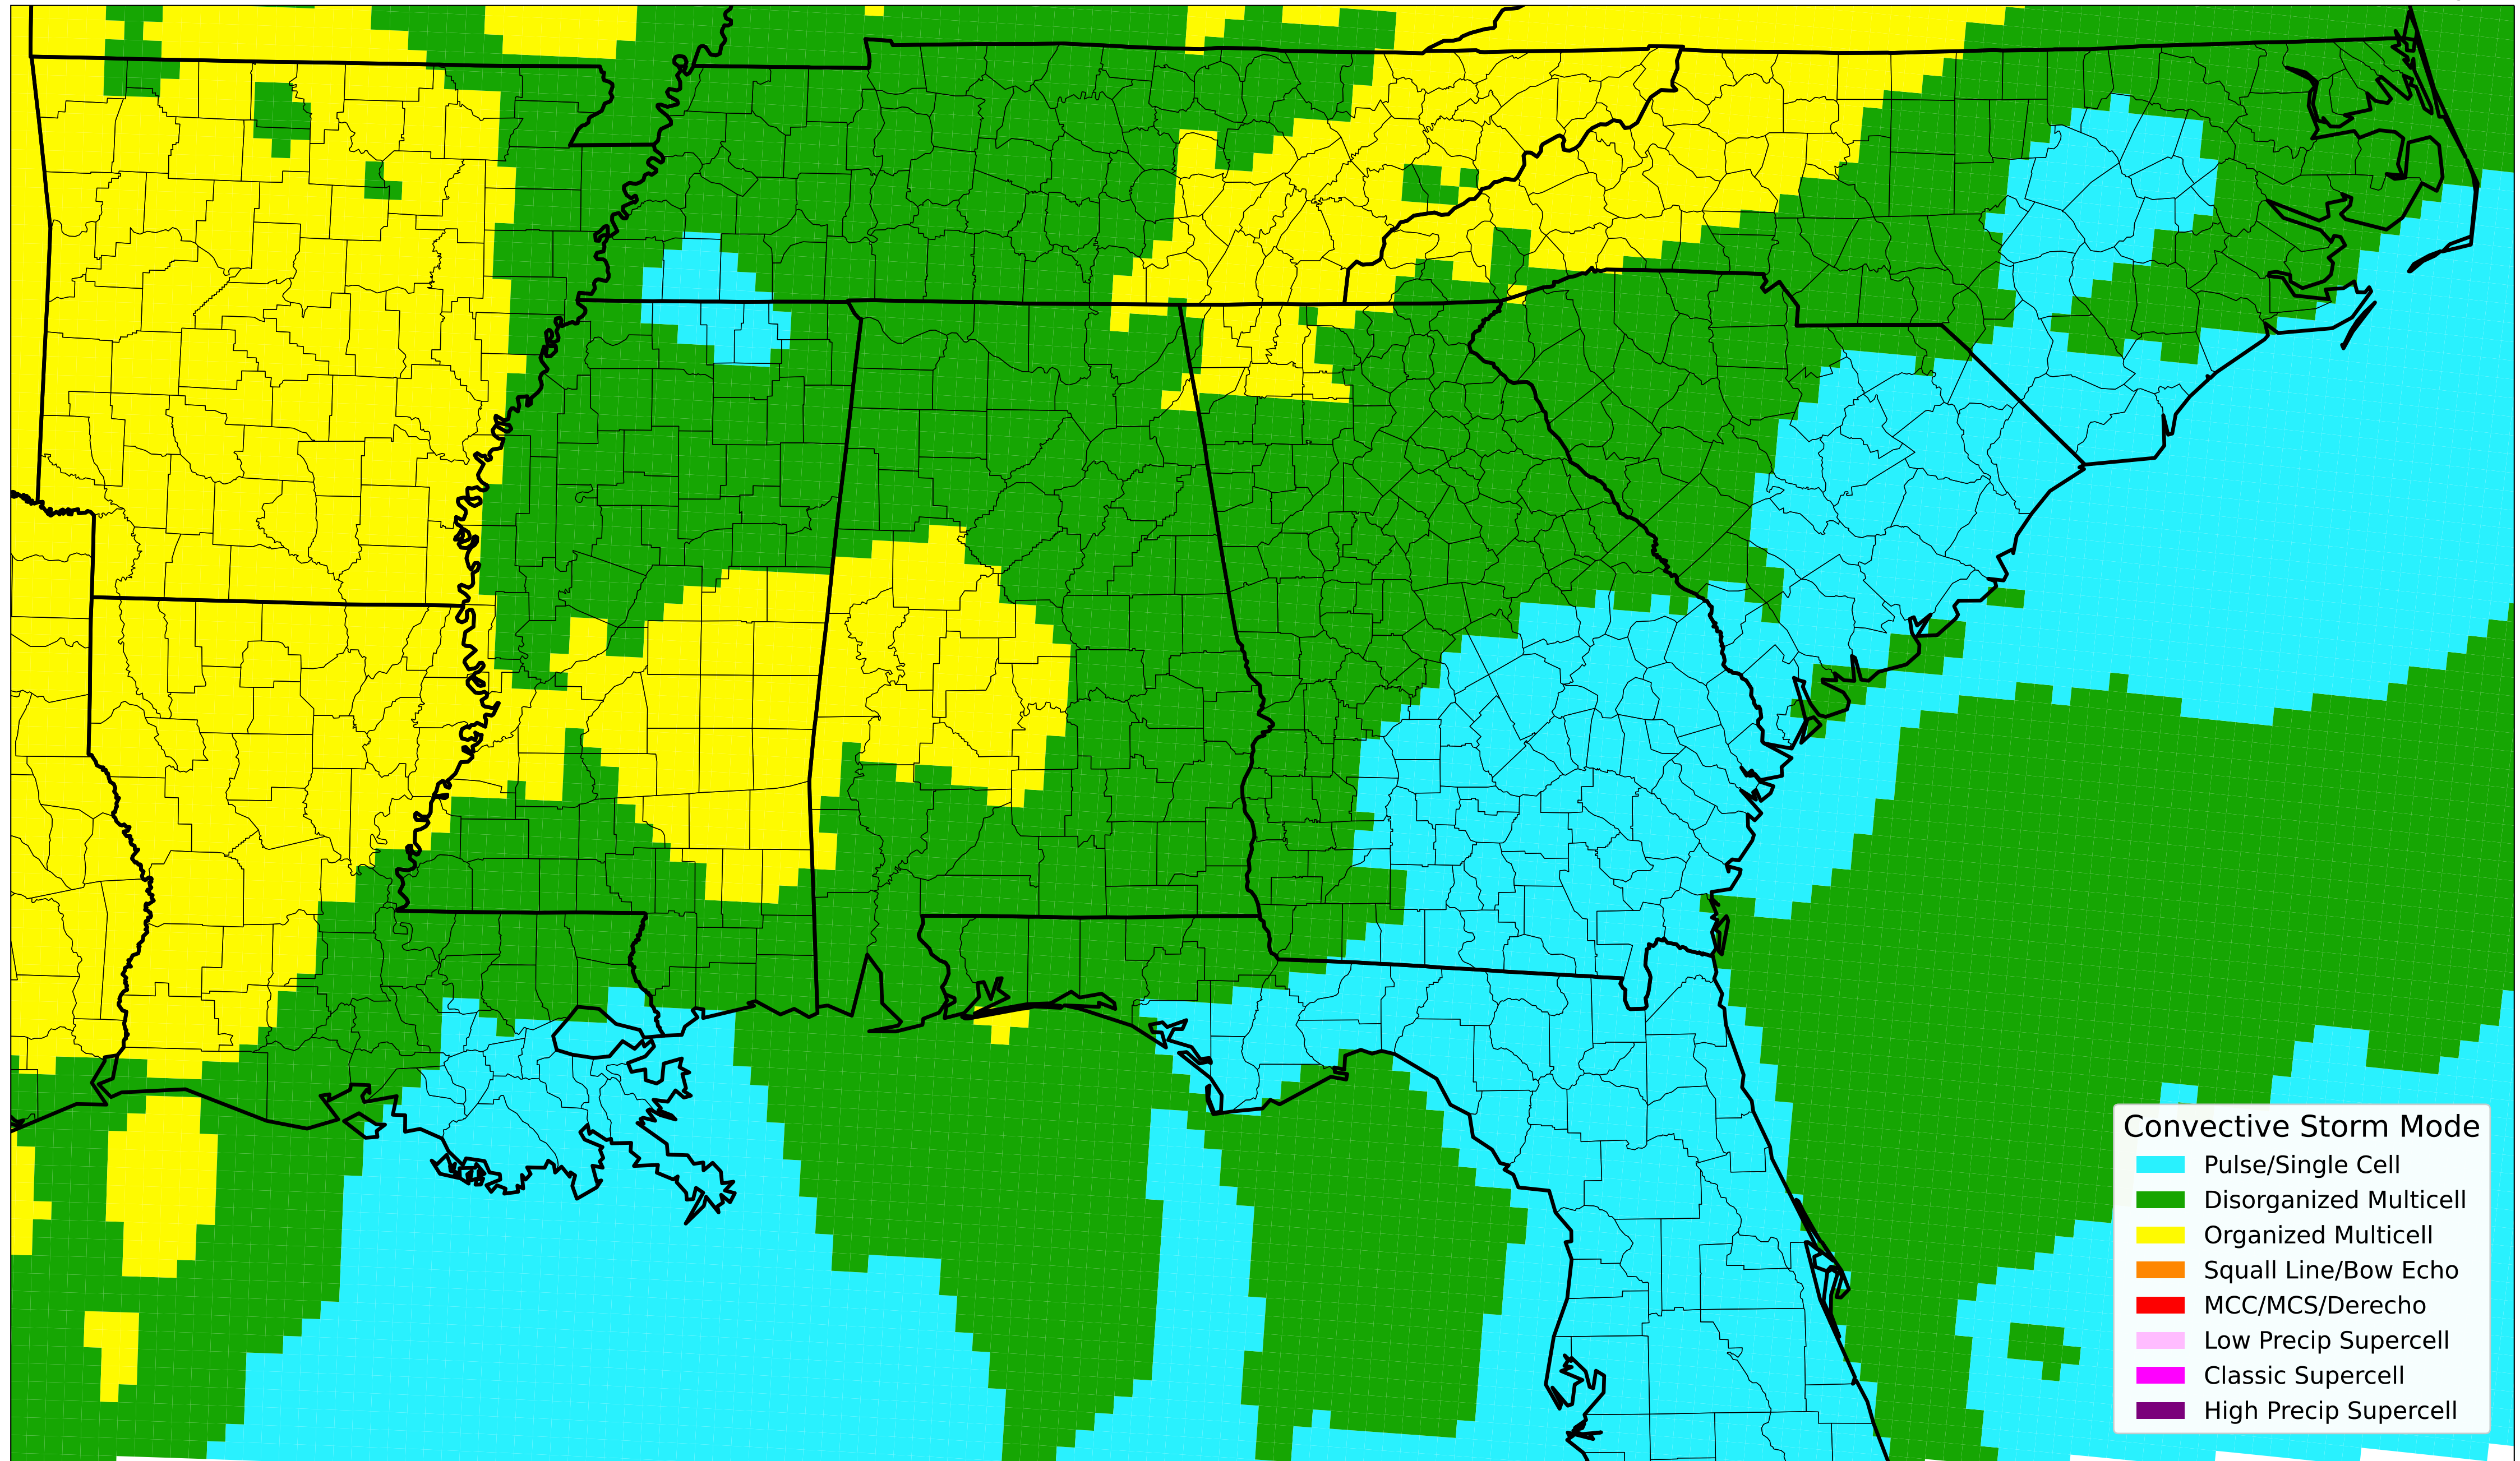 Convective Storm Mode
Pulse/Single Cell
Disorganized Multicell
Organized Multicell
Squall Line/Bow Echo
MCC/MCS/Derecho
Low Precip Supercell
Classic Supercell
High Precip Supercell